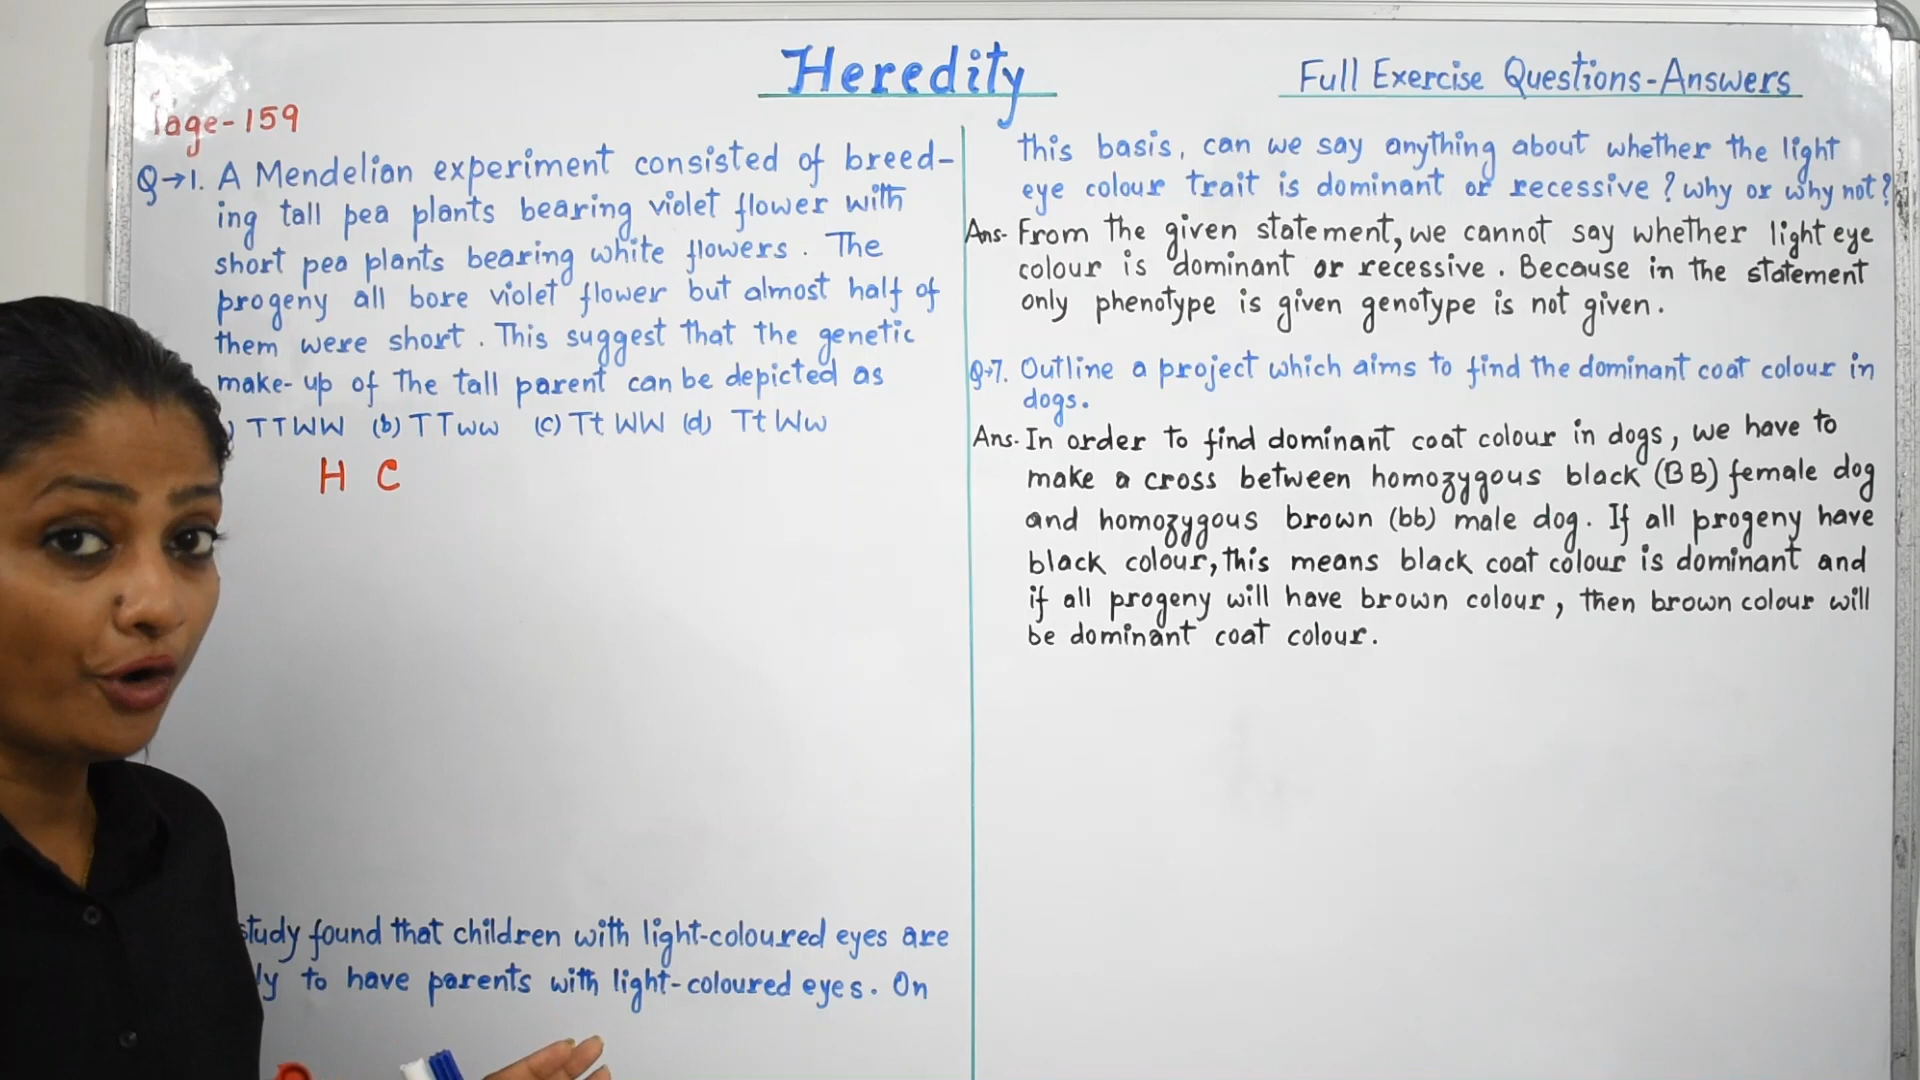 Heredity
Full Exercise Questions-Answers
Page-159
Q→1. A Mendelian experiment consisted of breed-
ing tall pea plants bearing violet flower with
short pea plants bearing white flowers. The
progeny all bore violet flower but almost half of
them were short. This suggest that the genetic
make-up of the tall parent can be depicted as
) TTWW (b) TTww (c) TtWW (d) TtWw
H C
study found that children with light-coloured eyes are
ly to have parents with light-coloured eyes. On
this basis, can we say anything about whether the light
eye colour trait is dominant or recessive? why or why not?
Ans- From the given statement, we cannot say whether light eye
colour is dominant or recessive. Because in the statement
only phenotype is given genotype is not given.
Q→7. Outline a project which aims to find the dominant coat colour in
dogs.
Ans- In order to find dominant coat colour in dogs, we have to
make a cross between homozygous black (BB) female dog
and homozygous brown (bb) male dog. If all progeny have
black colour, this means black coat colour is dominant and
if all progeny will have brown colour, then brown colour will
be dominant coat colour.